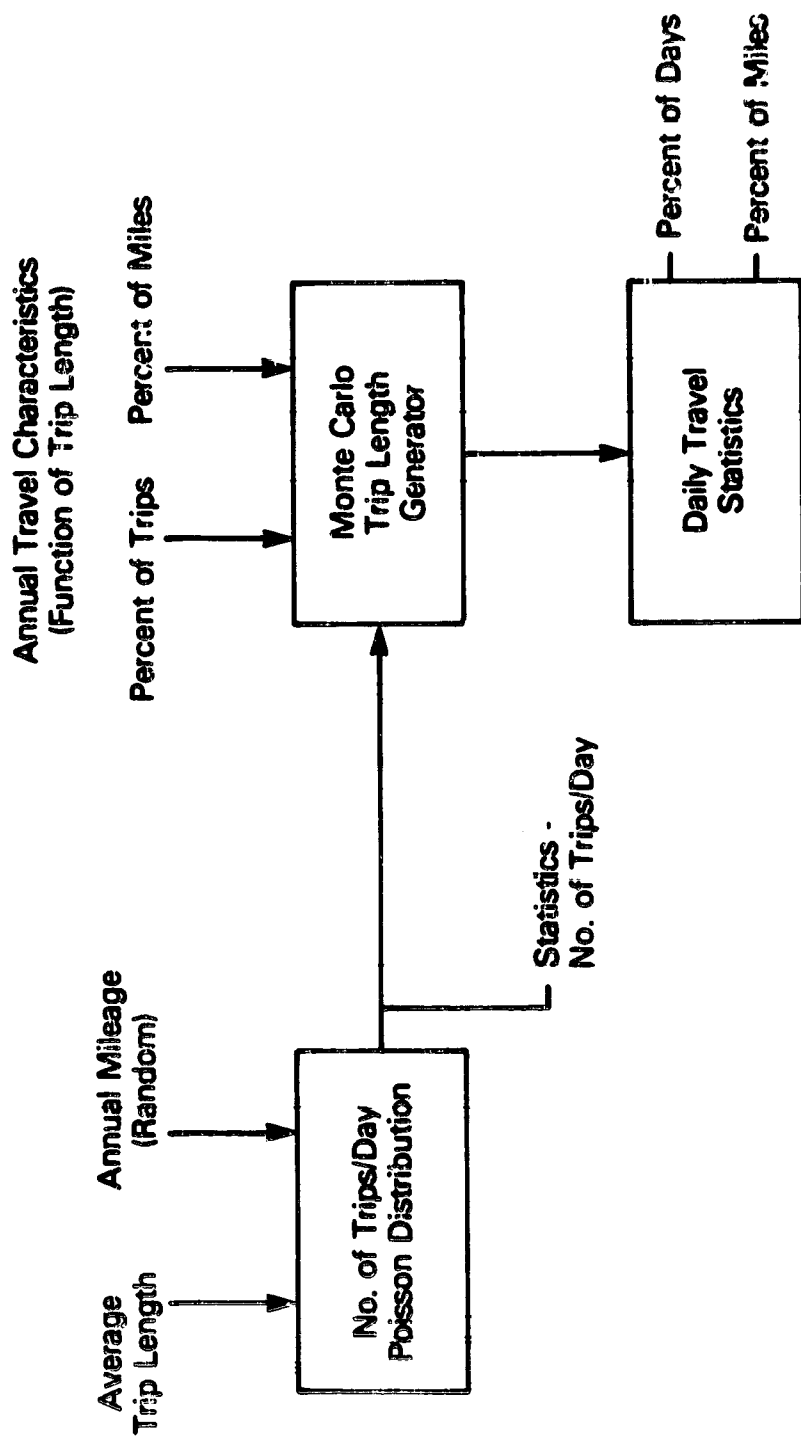 Annual Travel Characteristics
(Function of Trip Length)
Average
Trip Length
Annual Mileage
(Random)
Percent of Trips
Percent of Miles
No. of Trips/Day
Poisson Distribution
Monte Carlo
Trip Length
Generator
Statistics -
No. of Trips/Day
Daily Travel
Statistics
Percent of Days
Percent of Miles